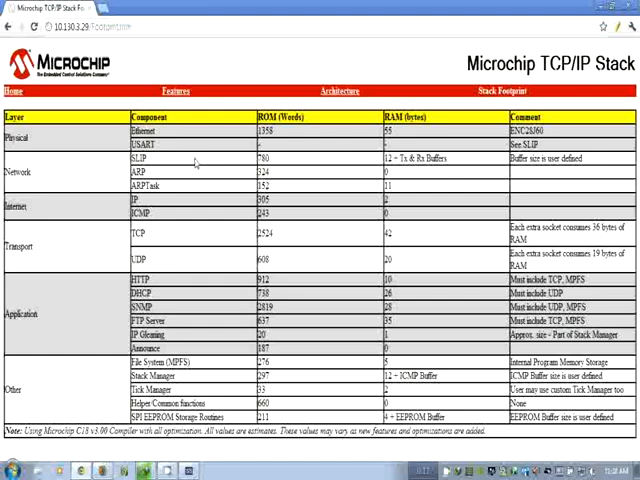 Microchip TCP/IP Stack Fo
10.130.3.29/Footprint.htm
MICROCHIP
The Embedded Control Solutions Company
Microchip TCP/IP Stack
Home Features Architecture Stack Footprint
Layer Component ROM (Words) RAM (bytes) Comment
Physical Ethernet 1358 55 ENC28J60
USART - - See SLIP
Network SLIP 780 12 + Tx & Rx Buffers Buffer size is user defined
ARP 324 0
ARPTask 152 11
Internet IP 305 2
ICMP 243 0
Transport TCP 2524 42 Each extra socket consumes 36 bytes of
RAM
UDP 608 20 Each extra socket consumes 19 bytes of
RAM
Application HTTP 912 10 Must include TCP, MPFS
DHCP 738 26 Must include UDP
SNMP 2819 28 Must include UDP, MPFS
FTP Server 637 35 Must include TCP, MPFS
IP Gleaning 20 1 Approx. size - Part of Stack Manager
Announce 187 0
Other File System (MPFS) 276 5 Internal Program Memory Storage
Stack Manager 297 12 + ICMP Buffer ICMP Buffer size is user defined
Tick Manager 33 2 User may use custom Tick Manager too
Helper/Common functions 660 0 None
SPI EEPROM Storage Routines 211 4 + EEPROM Buffer EEPROM Buffer size is user defined
Note: Using Microchip C18 v3.00 Compiler with all optimization. All values are estimates. These values may vary as new features and optimizations are added.